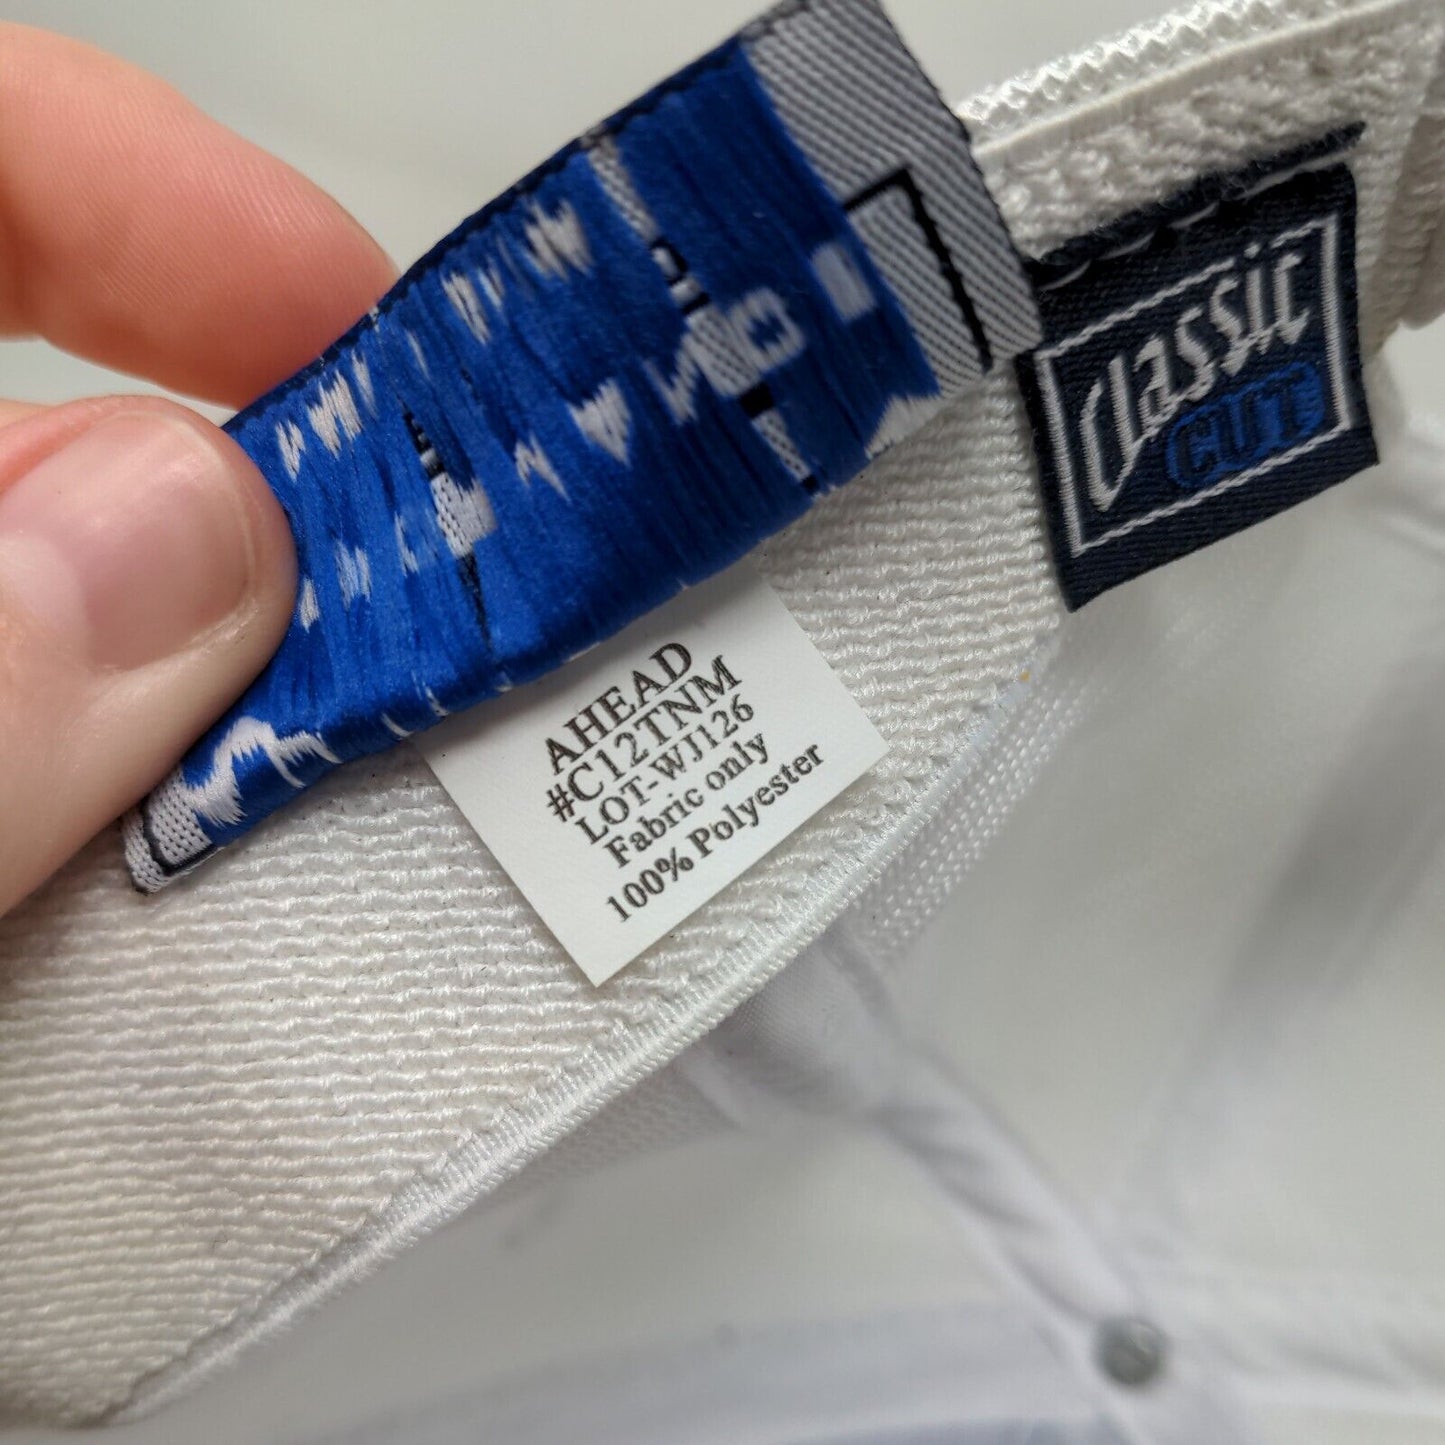 Classic
CUT
AHEAD
#C12TNM
LOT-WJ126
Fabric only
100% Polyester